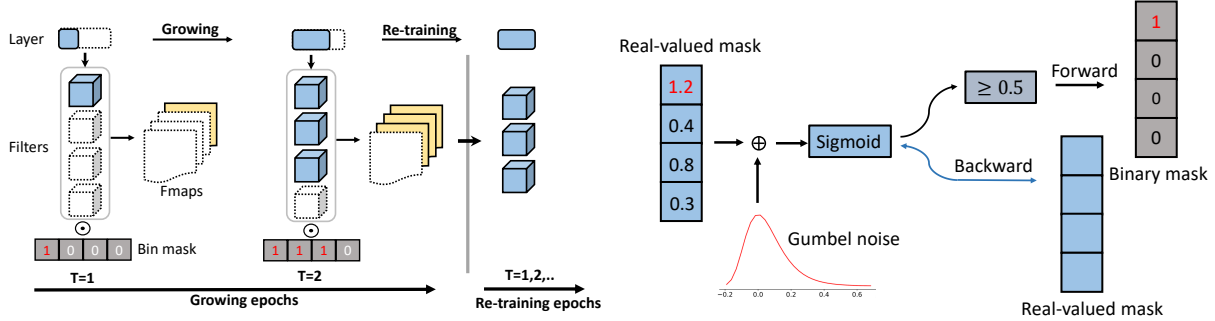 Layer
Growing
Re-training
Filters
Fmaps
1 0 0 0
Bin mask
1 1 1 0
T=1
T=2
T=1,2,..
Growing epochs
Re-training epochs
Real-valued mask
1.2
0.4
0.8
0.3
⊕
Sigmoid
≥ 0.5
Forward
Backward
1
0
0
0
Binary mask
Gumbel noise
−0.2 0.0 0.2 0.4 0.6
Real-valued mask